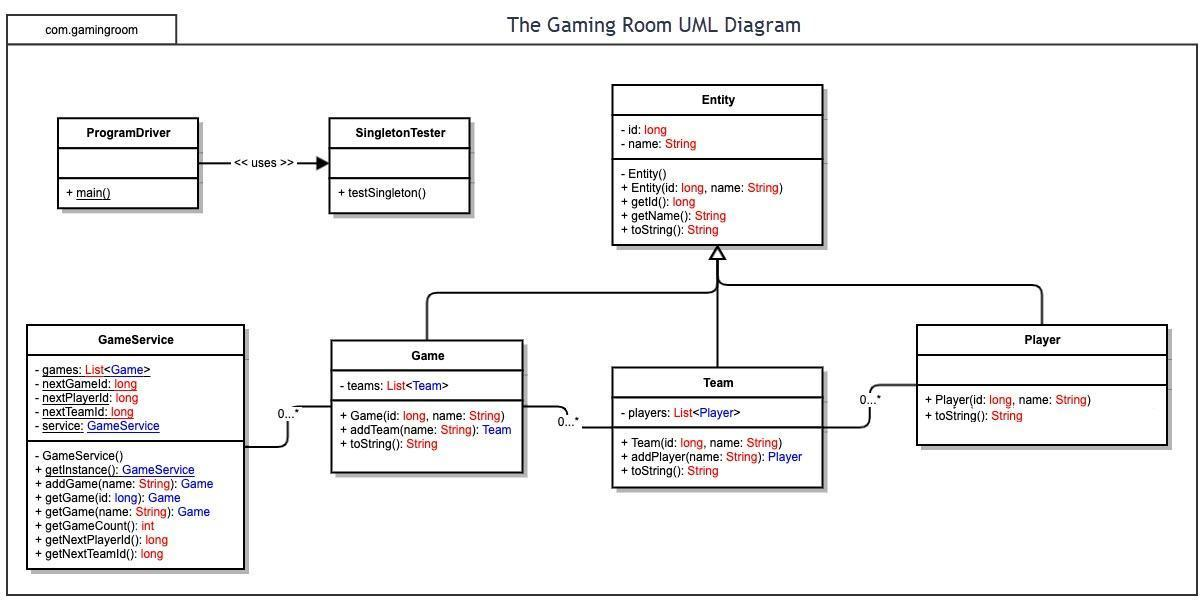 com.gamingroom
The Gaming Room UML Diagram
ProgramDriver
+ main()
<< uses >>
SingletonTester
+ testSingleton()
Entity
- id: long
- name: String
- Entity()
+ Entity(id: long, name: String)
+ getId(): long
+ getName(): String
+ toString(): String
GameService
- games: List<Game>
- nextGameId: long
- nextPlayerId: long
- nextTeamId: long
- service: GameService
- GameService()
+ getInstance(): GameService
+ addGame(name: String): Game
+ getGame(id: long): Game
+ getGame(name: String): Game
+ getGameCount(): int
+ getNextPlayerId(): long
+ getNextTeamId(): long
0...*
Game
- teams: List<Team>
+ Game(id: long, name: String)
+ addTeam(name: String): Team
+ toString(): String
0...*
Team
- players: List<Player>
+ Team(id: long, name: String)
+ addPlayer(name: String): Player
+ toString(): String
0...*
Player
+ Player(id: long, name: String)
+ toString(): String